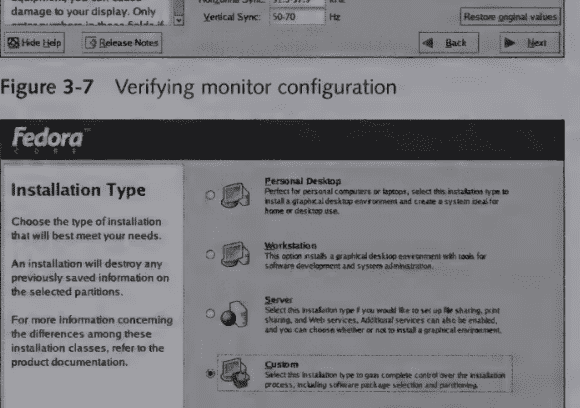 damage to your display. Only
Vertical Sync: 50-70 Hz
Restore original values
Hide Help
Release Notes
Back
Next
Figure 3-7 Verifying monitor configuration
Fedora
CORE
Installation Type
Choose the type of installation
that will best meet your needs.
An installation will destroy any
previously saved information on
the selected partitions.
For more information concerning
the differences among these
installation classes, refer to the
product documentation.
Personal Desktop
Perfect for personal computers or laptops, select this installation type to
install a graphical desktop environment and create a system ideal for
home or desktop use.
Workstation
This option installs a graphical desktop environment with tools for
software development and system administration.
Server
Select this installation type if you would like to set up file sharing, print
sharing, and Web services. Additional services can also be enabled,
and you can choose whether or not to install a graphical environment.
Custom
Select this installation type to gain complete control over the installation
process, including software package selection and partitioning.